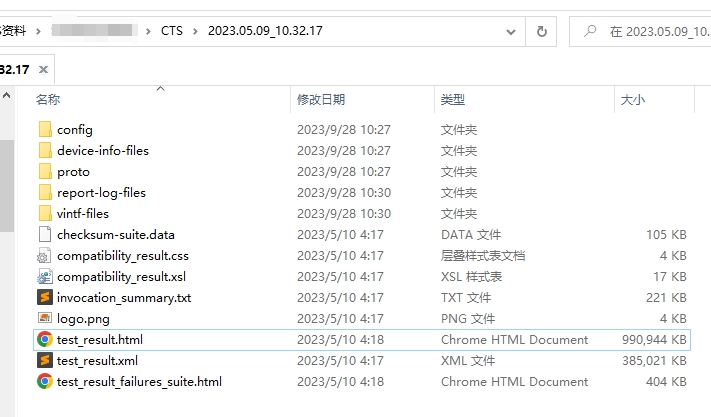 资料 CTS 2023.05.09_10.32.17 在 2023.05.09_10.
32.17
名称 修改日期 类型 大小
config 2023/9/28 10:27 文件夹
device-info-files 2023/9/28 10:27 文件夹
proto 2023/9/28 10:27 文件夹
report-log-files 2023/9/28 10:30 文件夹
vintf-files 2023/9/28 10:30 文件夹
checksum-suite.data 2023/5/10 4:17 DATA 文件 105 KB
compatibility_result.css 2023/5/10 4:17 层叠样式表文档 4 KB
compatibility_result.xsl 2023/5/10 4:17 XSL 样式表 17 KB
invocation_summary.txt 2023/5/10 4:17 TXT 文件 221 KB
logo.png 2023/5/10 4:17 PNG 文件 4 KB
test_result.html 2023/5/10 4:18 Chrome HTML Document 990,944 KB
test_result.xml 2023/5/10 4:17 XML 文件 385,021 KB
test_result_failures_suite.html 2023/5/10 4:18 Chrome HTML Document 404 KB